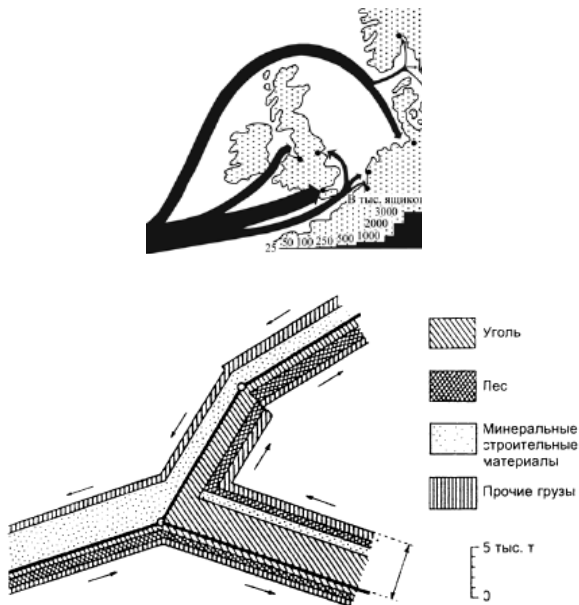 В тыс. ящиков
3000
2000
25 50 100 250 500 1000
Уголь
Лес
Минеральные
строительные
материалы
Прочие грузы
5 тыс. т
0